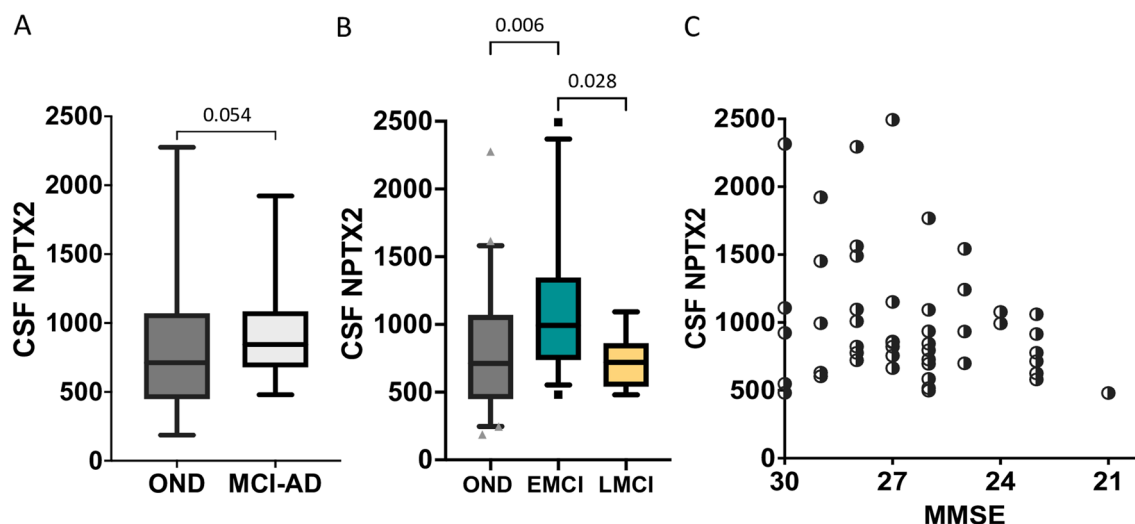 A
0.054
2500
2000
1500
1000
500
0
CSF NPTX2
OND MCI-AD
B
0.006
0.028
2500
2000
1500
1000
500
0
CSF NPTX2
OND EMCI LMCI
C
2500
2000
1500
1000
500
0
CSF NPTX2
30 27 24 21
MMSE